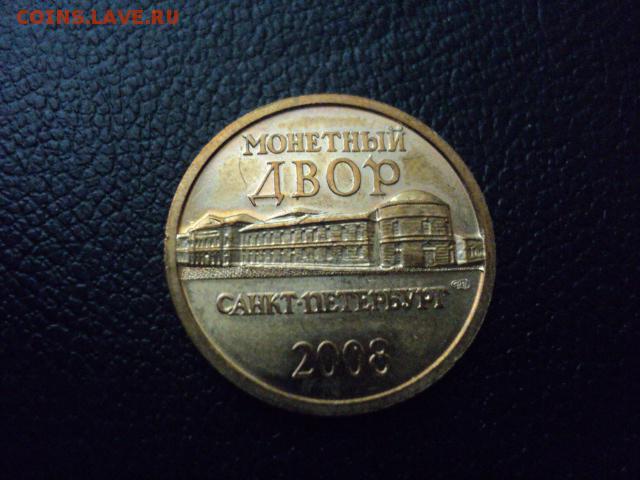 COINS.LAVE.RU
МОНЕТНЫЙ
ДВОР
САНКТ-ПЕТЕРБУРГ
2008